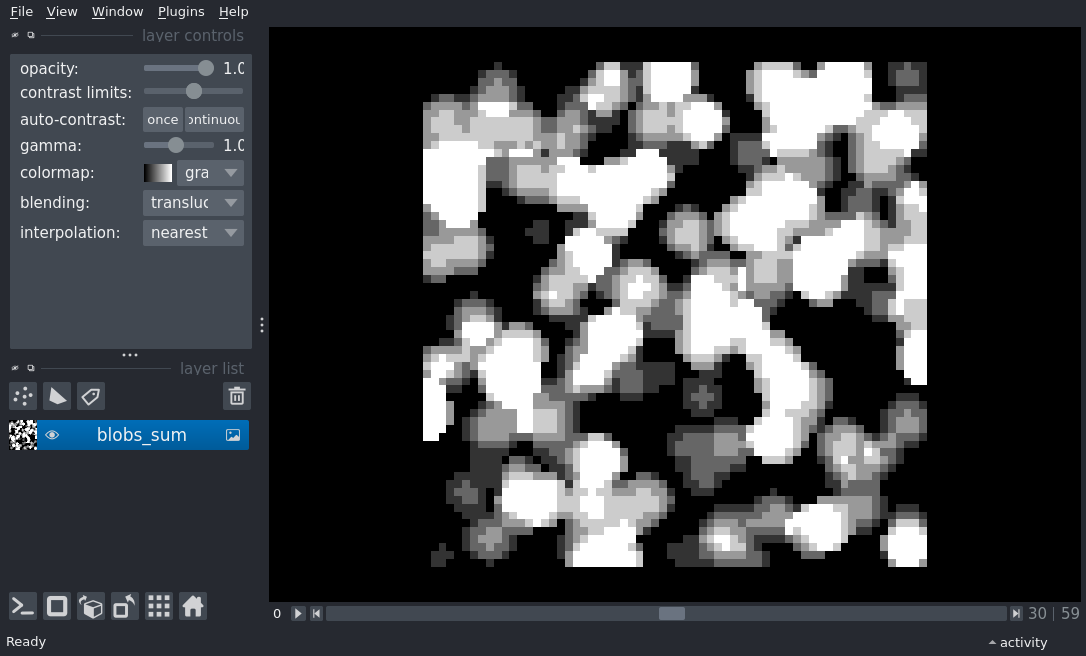 File View Window Plugins Help
layer controls
opacity: 1.0
contrast limits:
auto-contrast: once ontinuou
gamma: 1.0
colormap: gra
blending: transluc
interpolation: nearest
layer list
blobs_sum
0 30 | 59
Ready activity